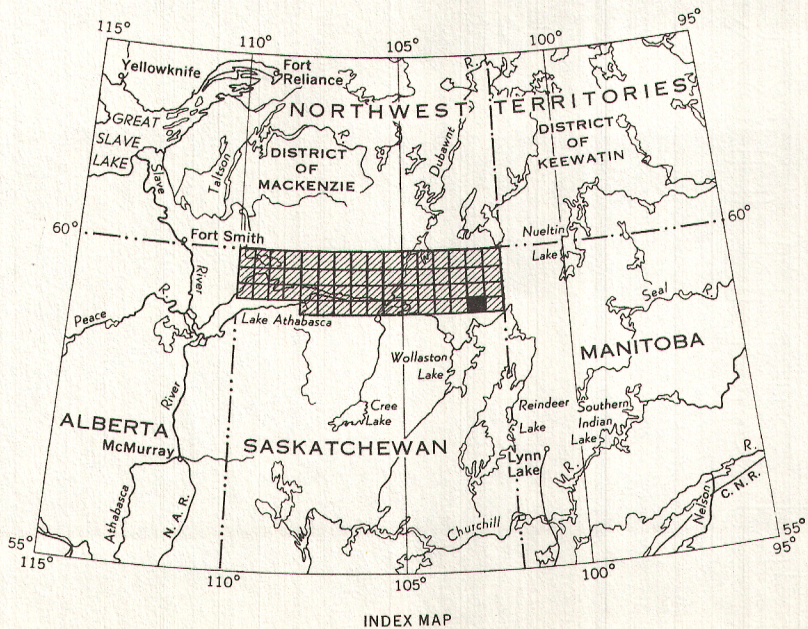 115°
110°
105°
100°
95°
Yellowknife
Fort
Reliance
R.
NORTHWEST TERRITORIES
GREAT
SLAVE
LAKE
Slave
Taltson
R.
DISTRICT
OF
MACKENZIE
Dubawnt
DISTRICT
OF
KEEWATIN
60°
Fort Smith
Nueltin
Lake
60°
River
Peace
R.
Lake Athabasca
Seal R.
Wollaston
Lake
MANITOBA
River
Cree
Lake
Reindeer
Lake
Southern
Indian
Lake
ALBERTA
McMurray
SASKATCHEWAN
Lynn
Lake
R.
R.
Athabasca
N. A. R.
Churchill
Nelson
C. N. R.
55°
115°
110°
105°
100°
55°
95°
INDEX MAP